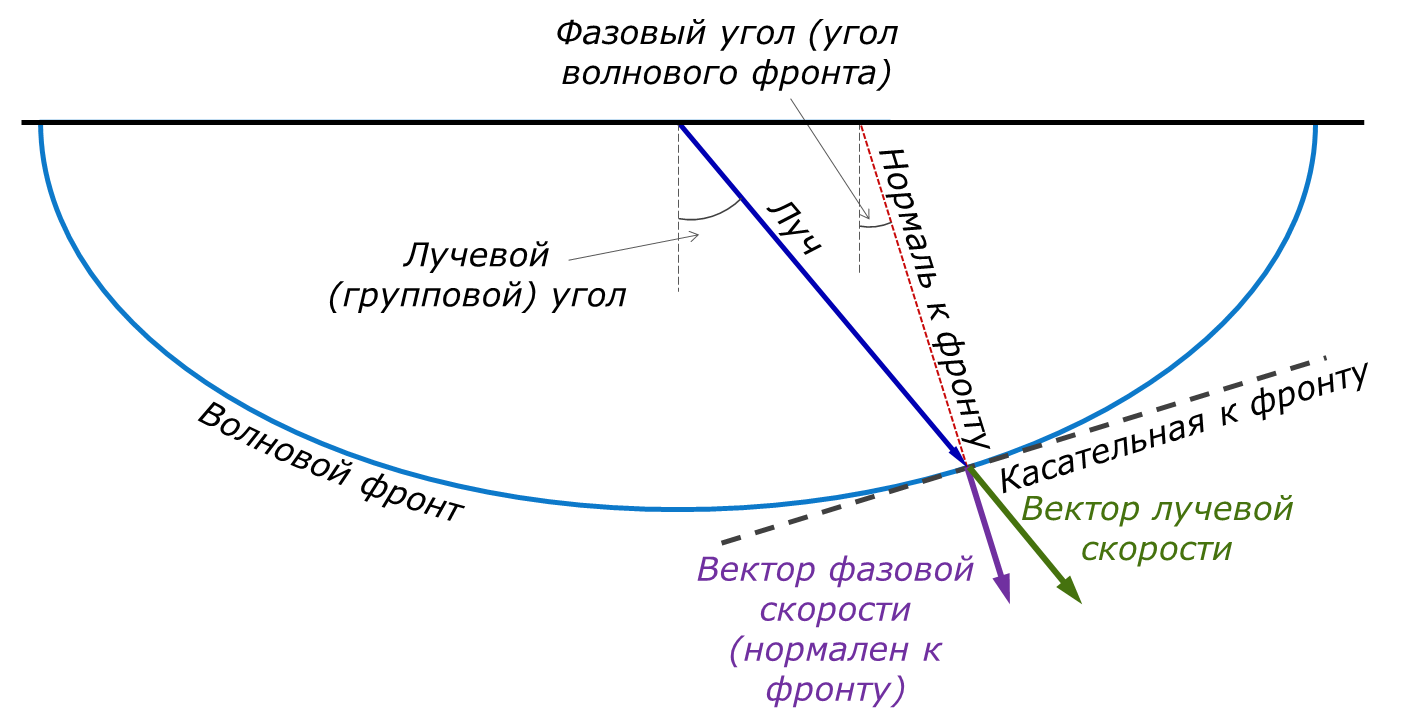 Фазовый угол (угол
волнового фронта)
Лучевой
(групповой) угол
Луч
Нормаль к фронту
Волновой фронт
Касательная к фронту
Вектор лучевой
скорости
Вектор фазовой
скорости
(нормален к
фронту)